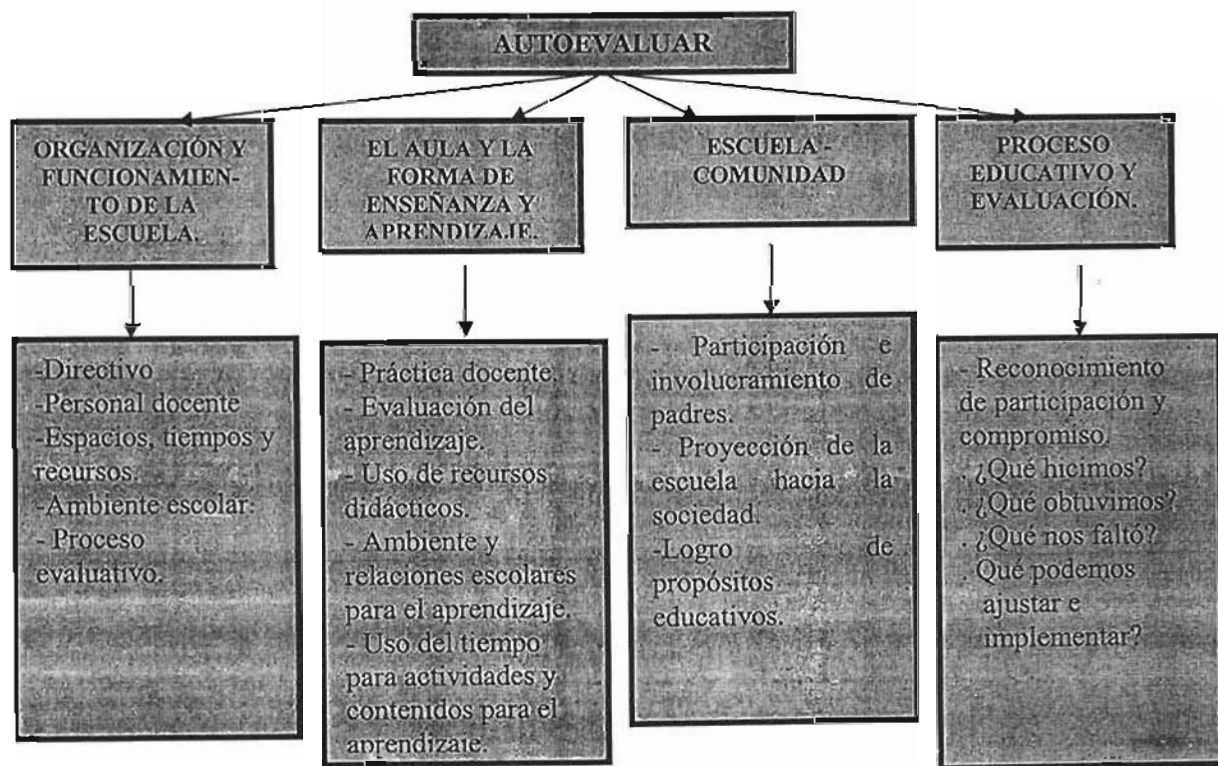 AUTOEVALUAR
ORGANIZACIÓN Y
FUNCIONAMIEN-
TO DE LA
ESCUELA.
EL AULA Y LA
FORMA DE
ENSEÑANZA Y
APRENDIZAJE.
ESCUELA -
COMUNIDAD
PROCESO
EDUCATIVO Y
EVALUACIÓN.
-Directivo
-Personal docente
-Espacios, tiempos y
recursos.
-Ambiente escolar:
- Proceso
evaluativo.
- Práctica docente.
- Evaluación del
aprendizaje.
- Uso de recursos
didácticos.
- Ambiente y
relaciones escolares
para el aprendizaje.
- Uso del tiempo
para actividades y
contenidos para el
aprendizaje.
- Participación e
involucramiento de
padres.
- Proyección de la
escuela hacia la
sociedad.
-Logro de
propósitos
educativos.
- Reconocimiento
de participación y
compromiso.
. ¿Qué hicimos?
. ¿Qué obtuvimos?
. ¿Qué nos faltó?
. Qué podemos
ajustar e
implementar?